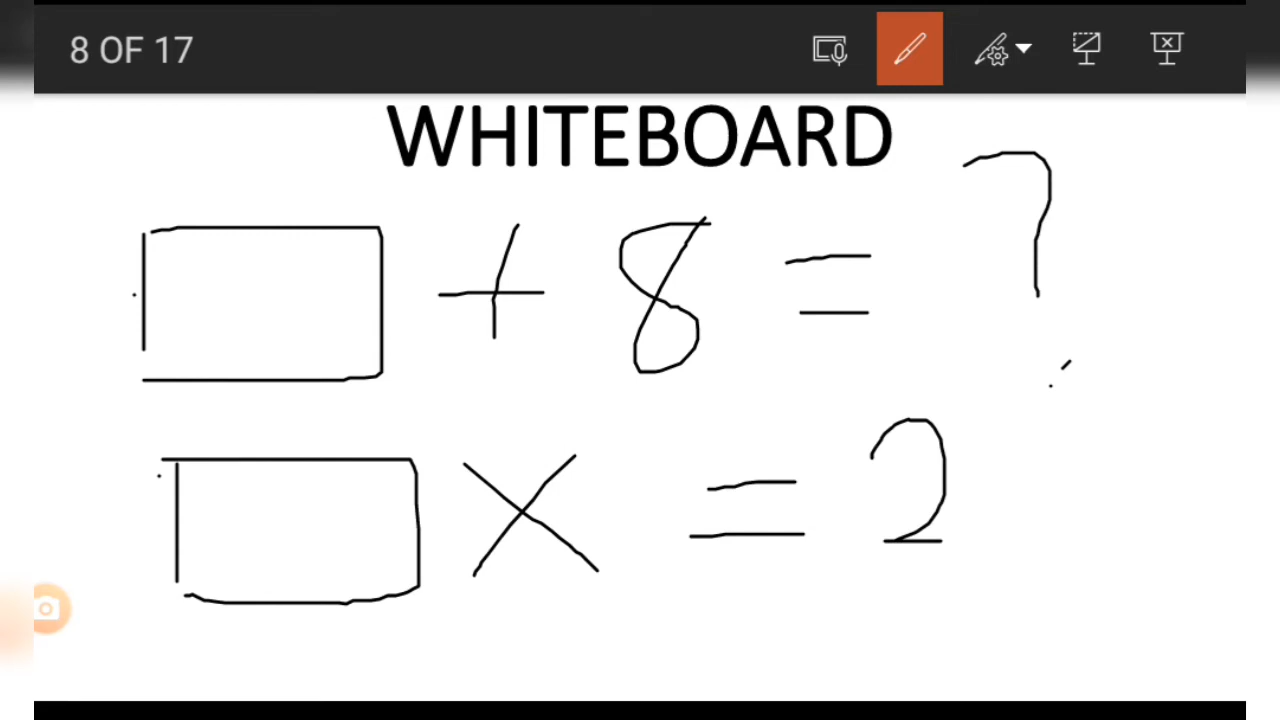 8 OF 17
WHITEBOARD
□ + 8 = ?
□ × = 2